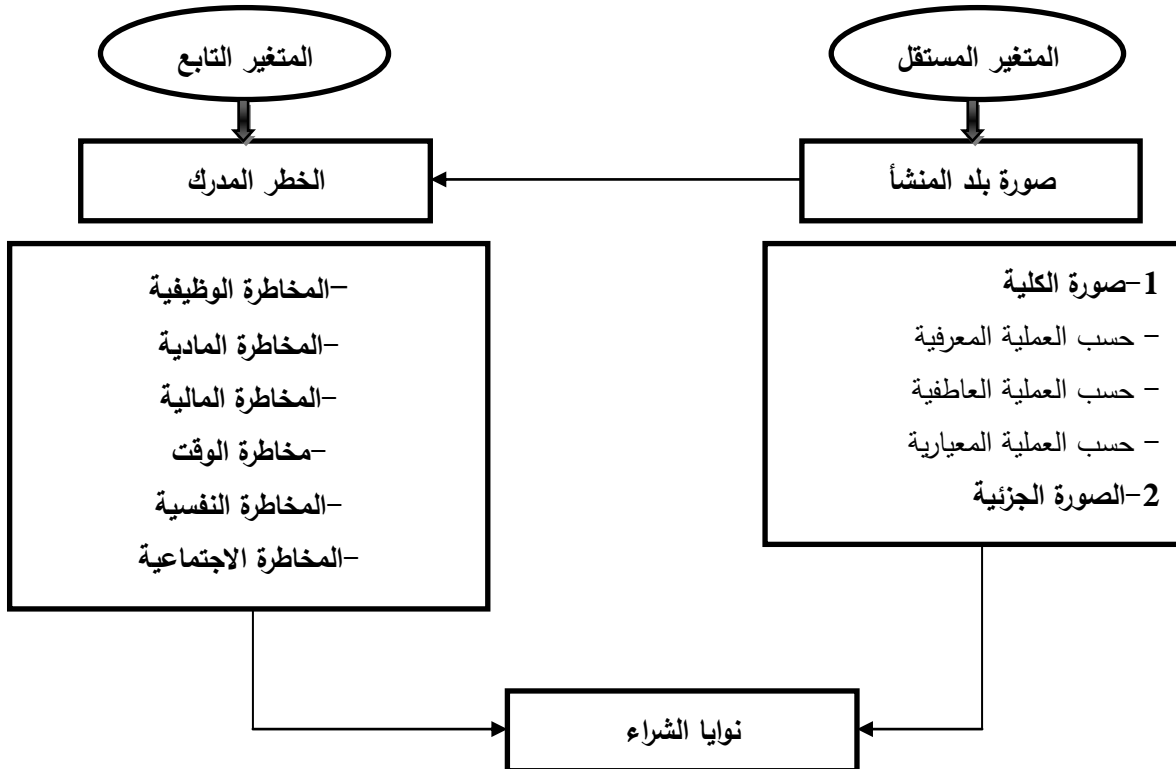 المتغير المستقل
المتغير التابع
صورة بلد المنشأ
الخطر المدرك
1-صورة الكلية
- حسب العملية المعرفية
- حسب العملية العاطفية
- حسب العملية المعيارية
2-الصورة الجزئية
-المخاطرة الوظيفية
-المخاطرة المادية
-المخاطرة المالية
-مخاطرة الوقت
-المخاطرة النفسية
-المخاطرة الاجتماعية
نوايا الشراء